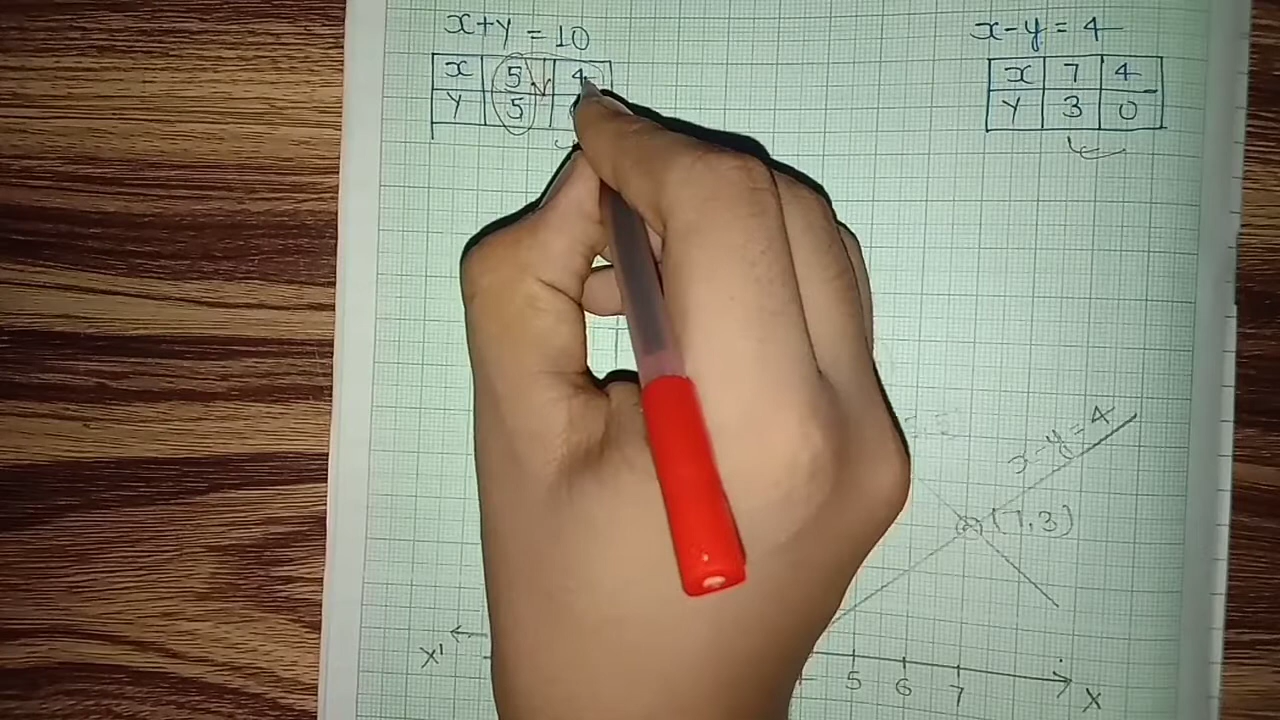 x+y = 10
x 5 4
Y 5
x-y = 4
x 7 4
Y 3 0
x-y=4
(7,3)
X' 5 6 7 X